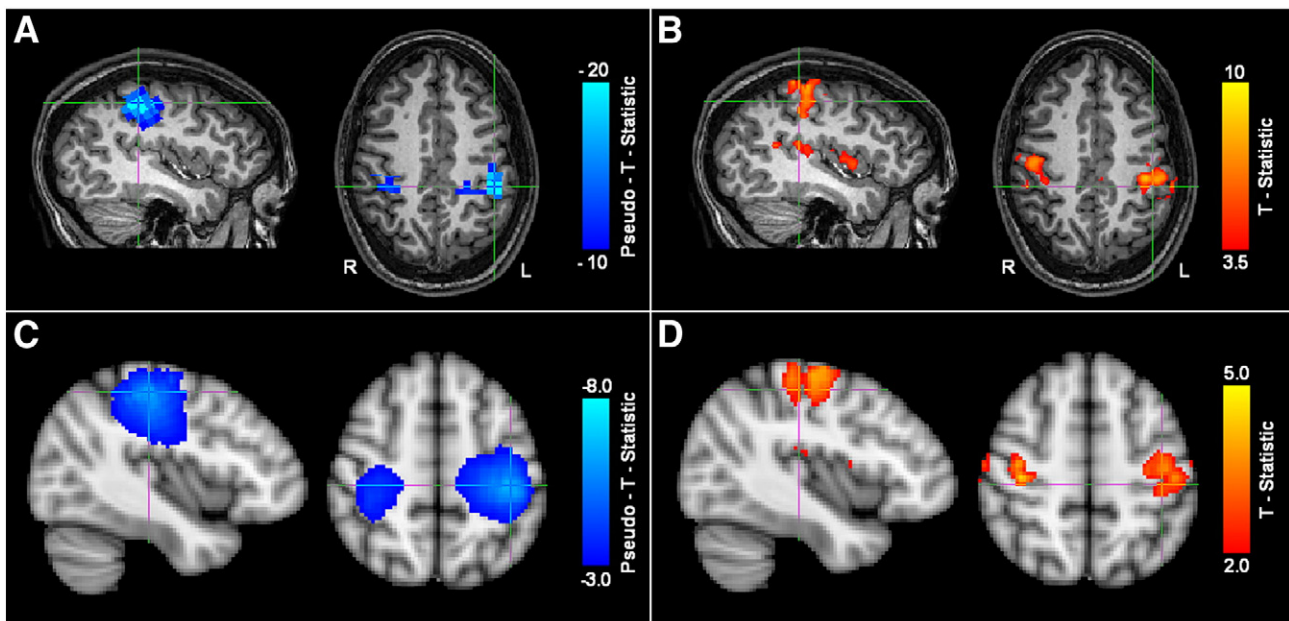 A
- 20
Pseudo - T - Statistic
- 10
R
L
B
10
T - Statistic
3.5
R
L
C
-8.0
Pseudo - T - Statistic
-3.0
D
5.0
T - Statistic
2.0